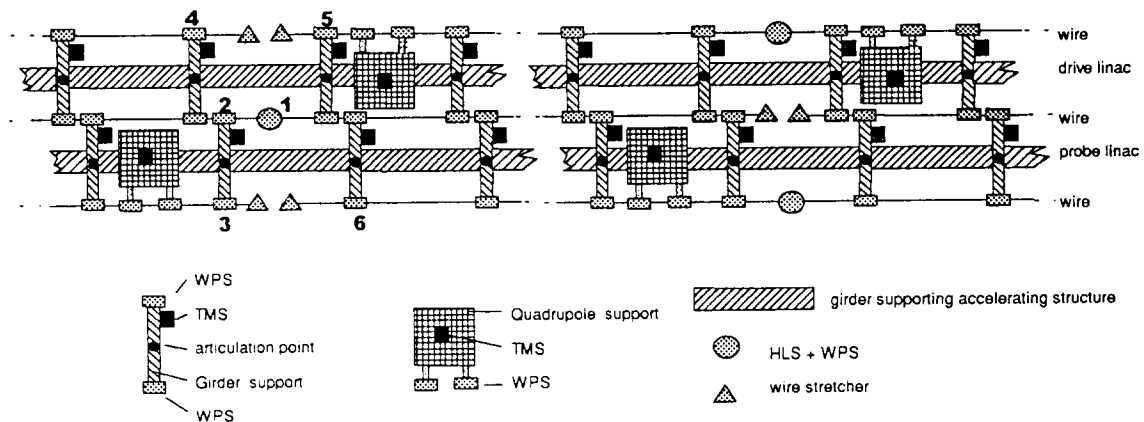 4
5
wire
drive linac
2
1
wire
probe linac
3
6
wire
WPS
TMS
articulation point
Girder support
WPS
Quadrupole support
TMS
WPS
girder supporting accelerating structure
HLS + WPS
wire stretcher